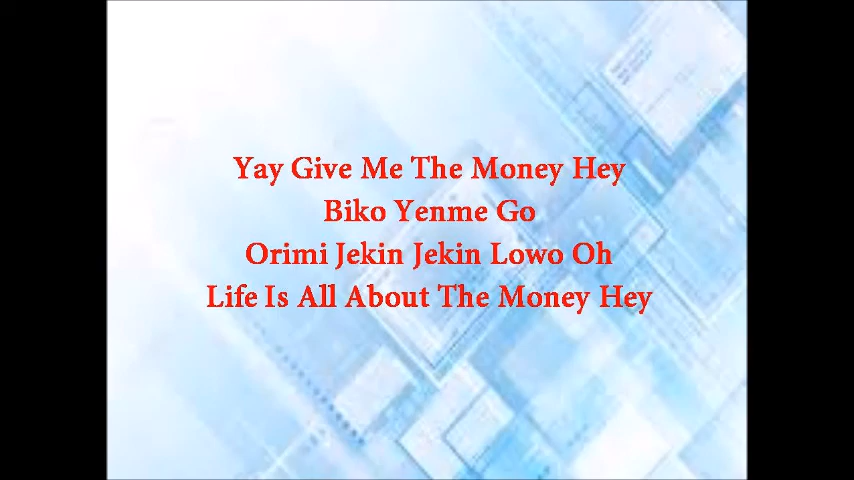 Yay Give Me The Money Hey
Biko Yenme Go
Orimi Jekin Jekin Lowo Oh
Life Is All About The Money Hey